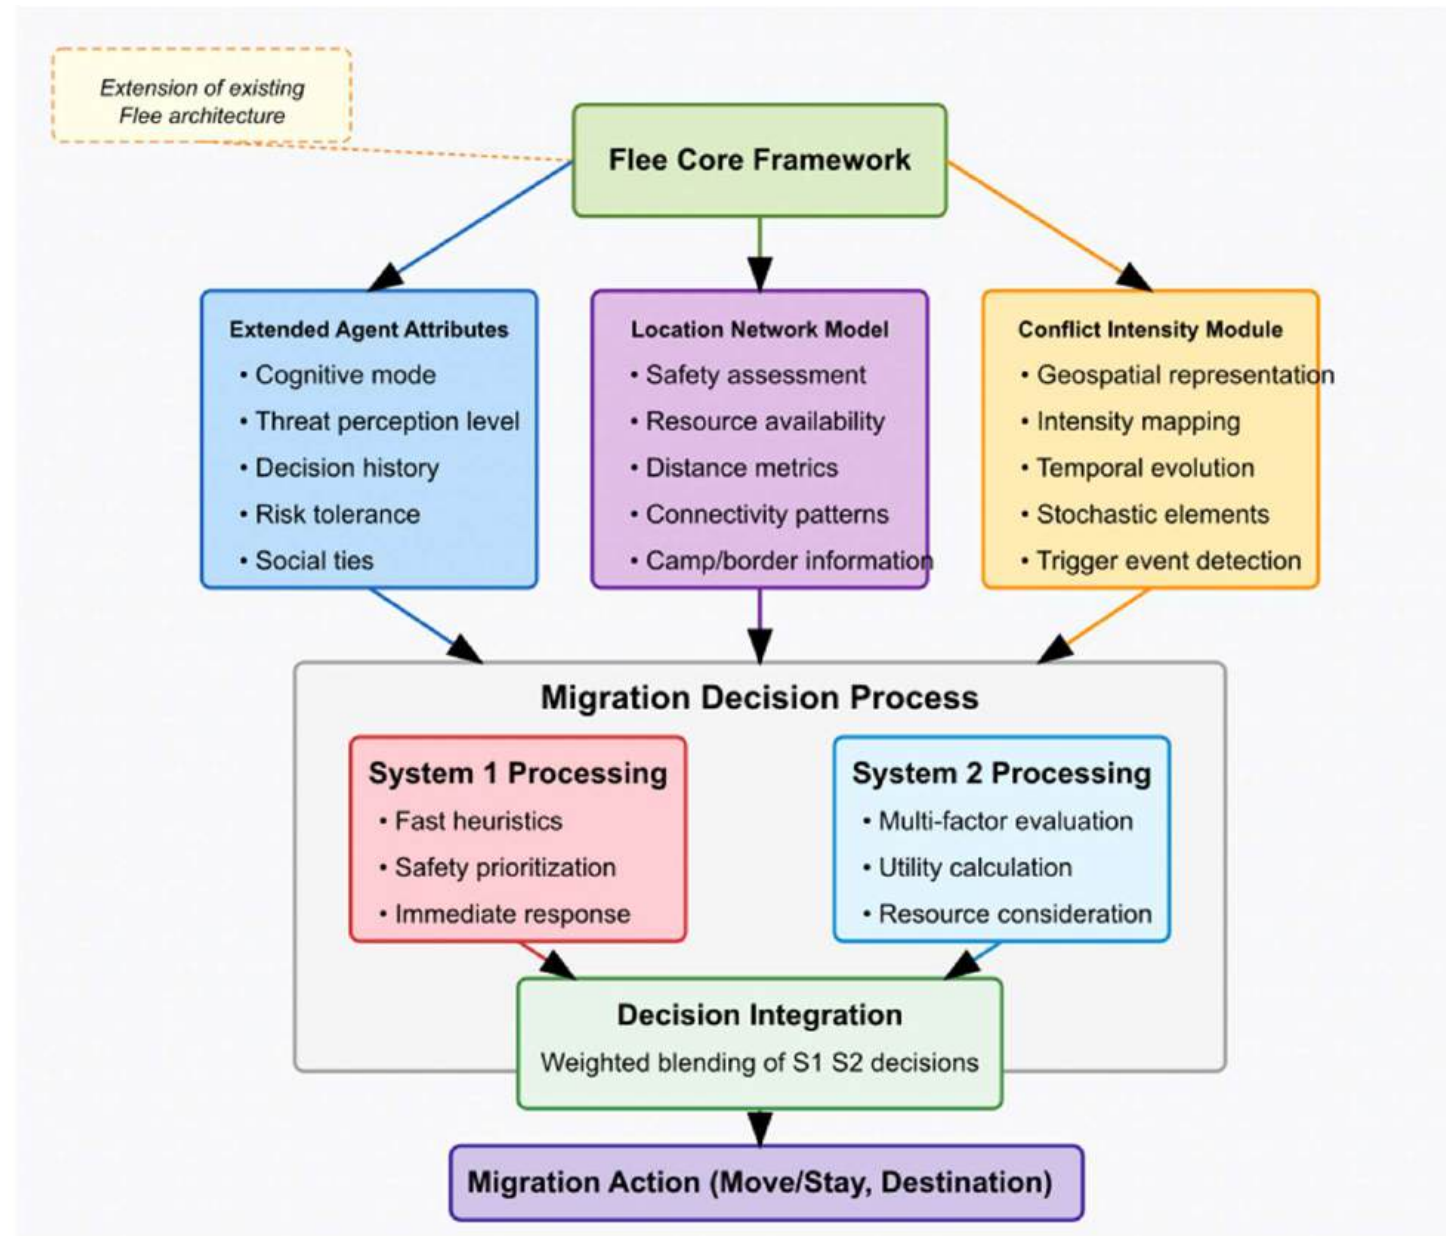 Extension of existing
Flee architecture
Flee Core Framework
Extended Agent Attributes
• Cognitive mode
• Threat perception level
• Decision history
• Risk tolerance
• Social ties
Location Network Model
• Safety assessment
• Resource availability
• Distance metrics
• Connectivity patterns
• Camp/border information
Conflict Intensity Module
• Geospatial representation
• Intensity mapping
• Temporal evolution
• Stochastic elements
• Trigger event detection
Migration Decision Process
System 1 Processing
• Fast heuristics
• Safety prioritization
• Immediate response
System 2 Processing
• Multi-factor evaluation
• Utility calculation
• Resource consideration
Decision Integration
Weighted blending of S1 S2 decisions
Migration Action (Move/Stay, Destination)